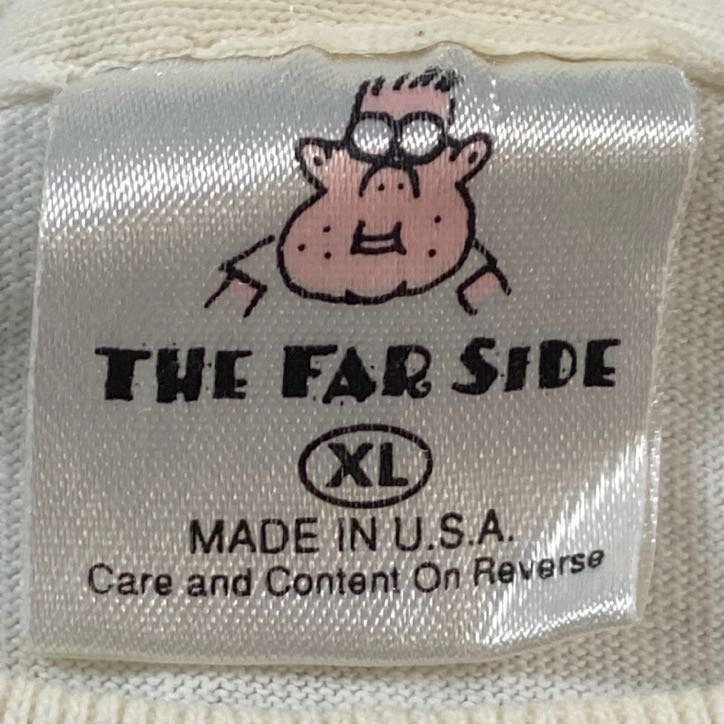 THE FAR SIDE
XL
MADE IN U.S.A.
Care and Content On Reverse